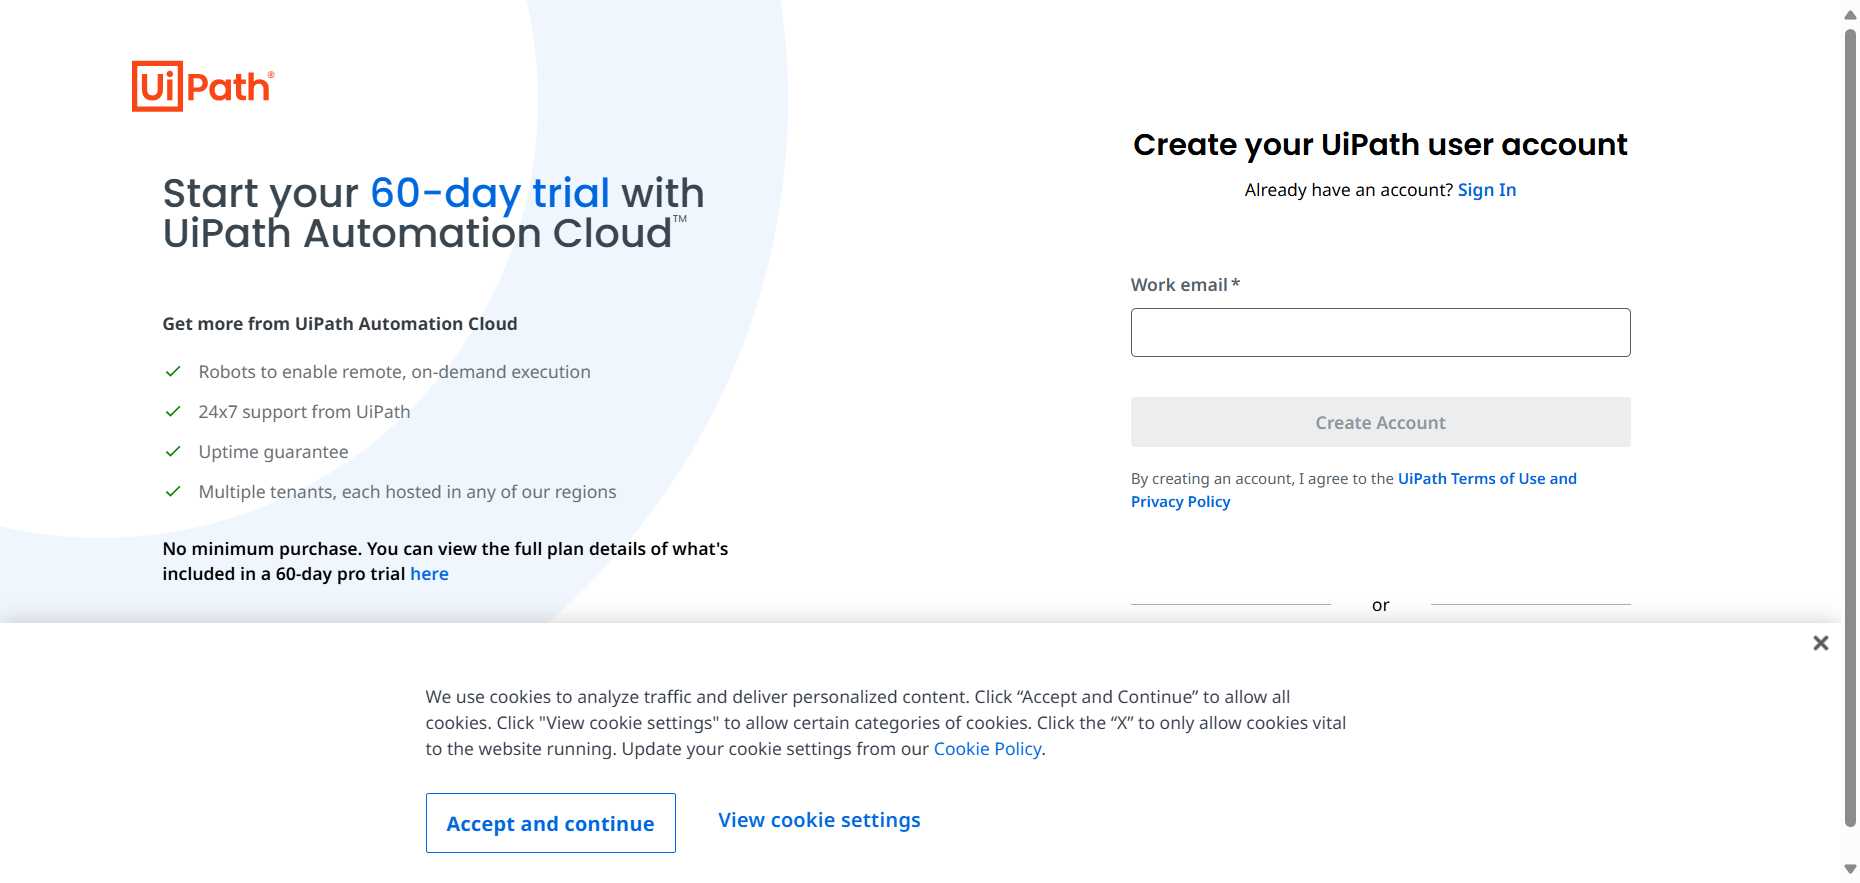 UiPath®
Start your 60-day trial with
UiPath Automation Cloud™
Get more from UiPath Automation Cloud
Robots to enable remote, on-demand execution
24x7 support from UiPath
Uptime guarantee
Multiple tenants, each hosted in any of our regions
No minimum purchase. You can view the full plan details of what's
included in a 60-day pro trial here
Create your UiPath user account
Already have an account? Sign In
Work email *
Create Account
By creating an account, I agree to the UiPath Terms of Use and
Privacy Policy
or
We use cookies to analyze traffic and deliver personalized content. Click “Accept and Continue” to allow all
cookies. Click "View cookie settings" to allow certain categories of cookies. Click the “X” to only allow cookies vital
to the website running. Update your cookie settings from our Cookie Policy.
Accept and continue
View cookie settings